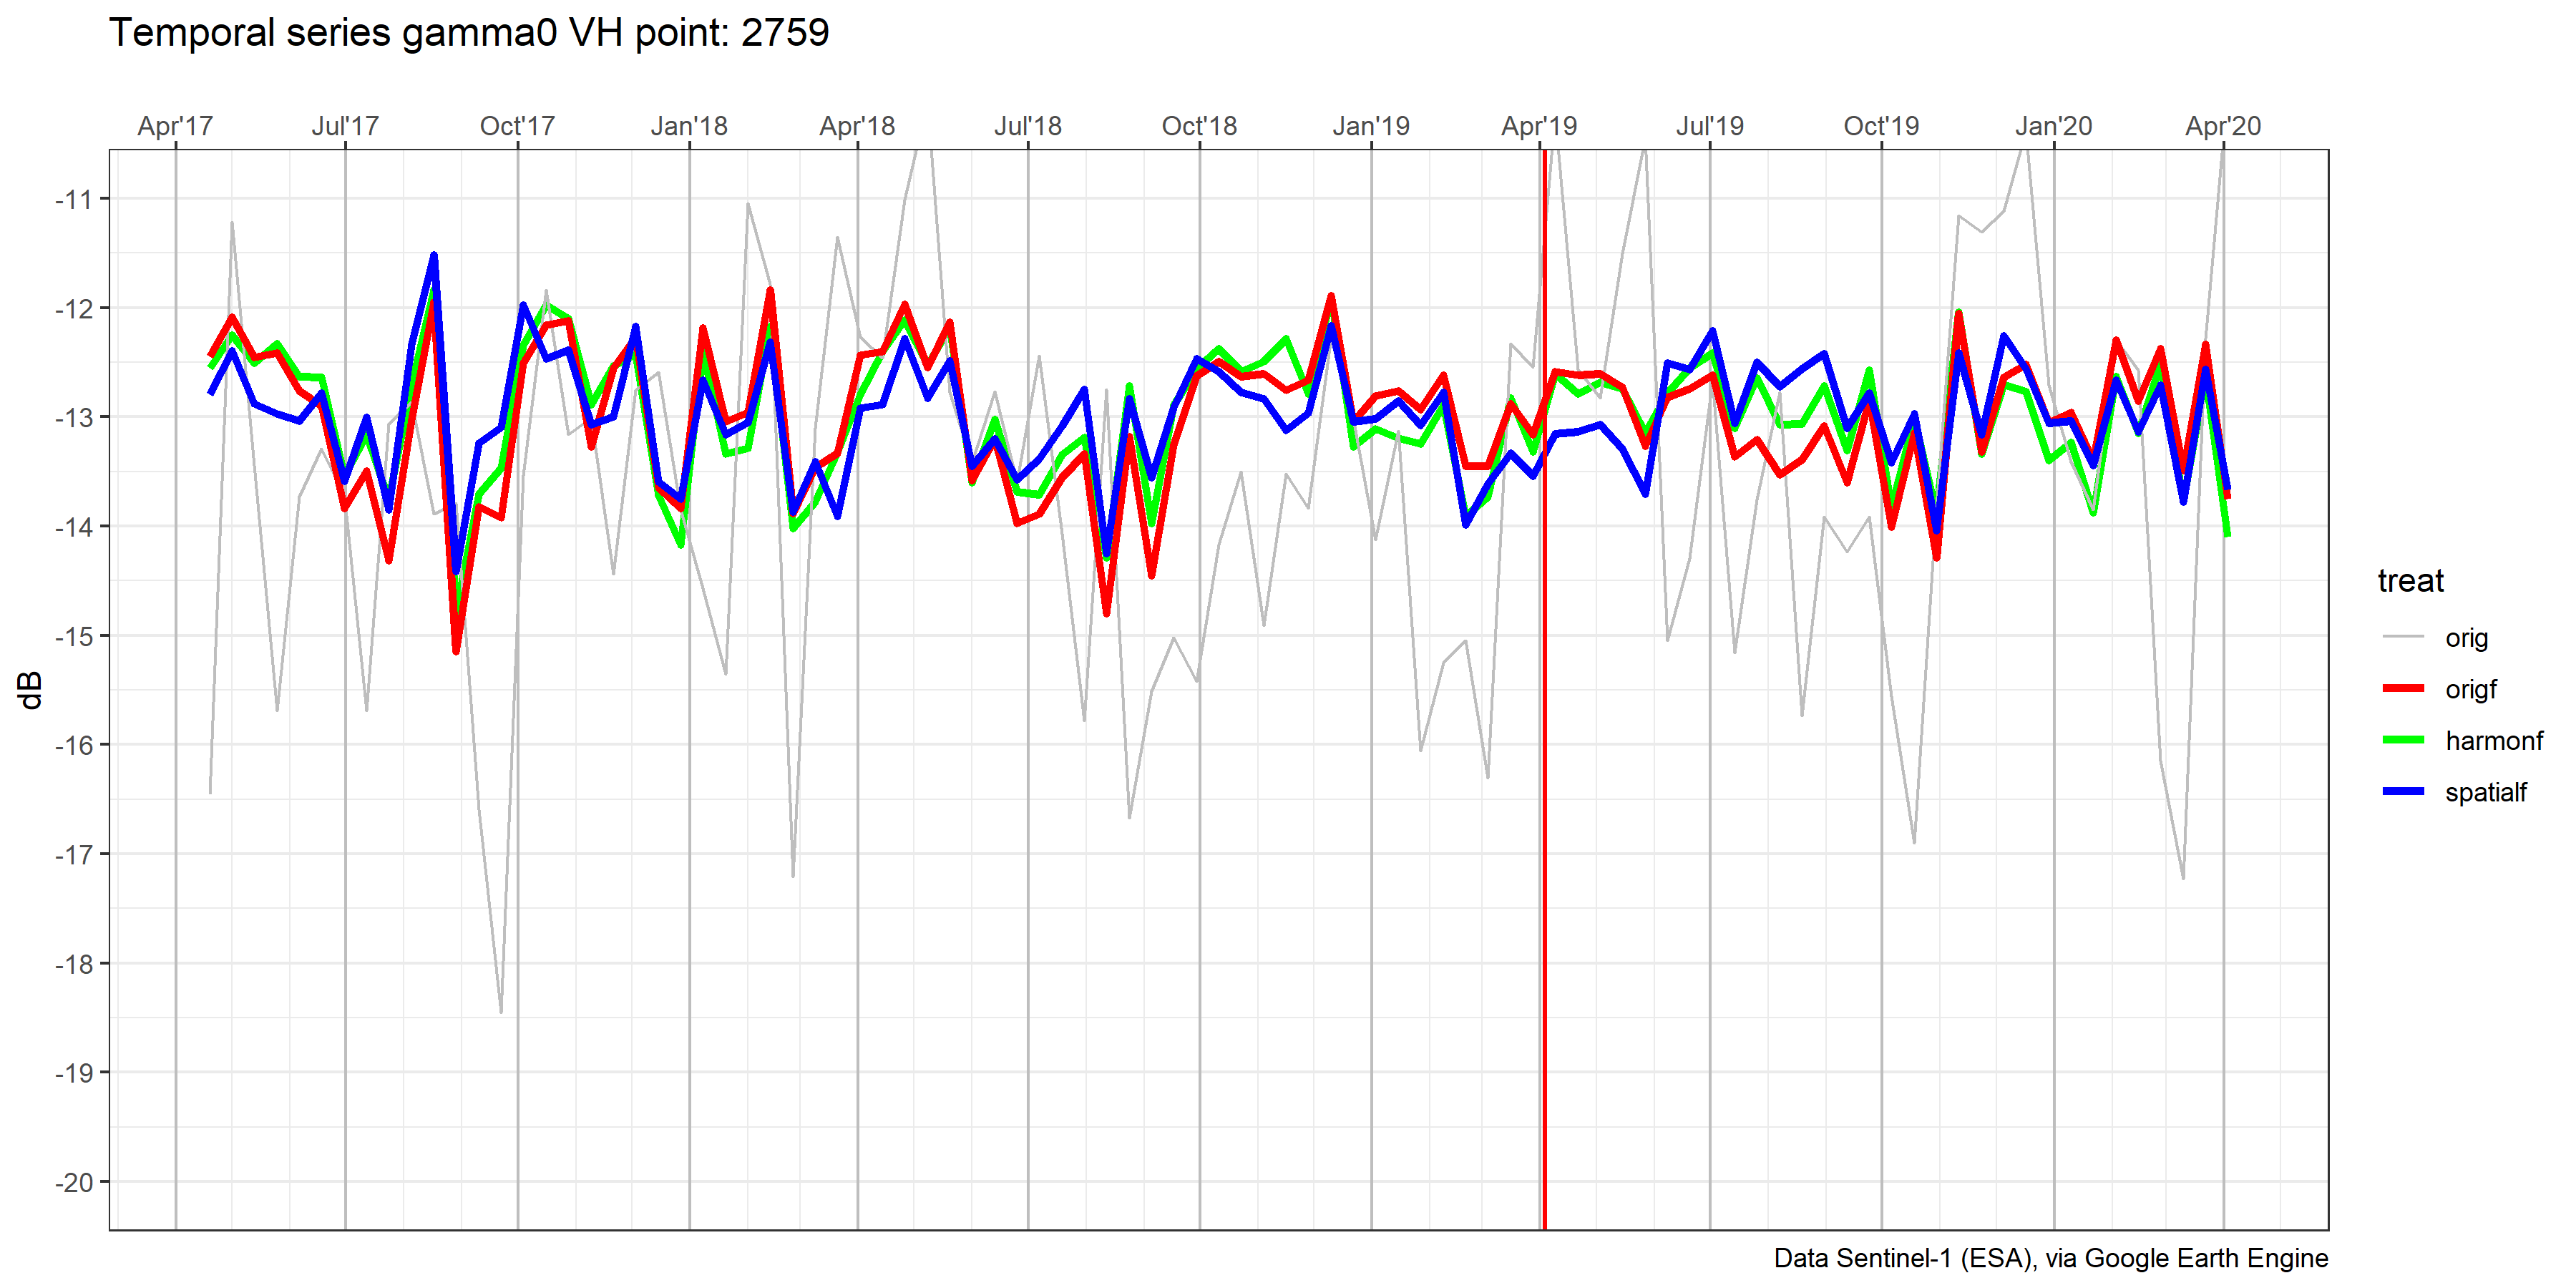 Temporal series gamma0 VH point: 2759
Apr'17 Jul'17 Oct'17 Jan'18 Apr'18 Jul'18 Oct'18 Jan'19 Apr'19 Jul'19 Oct'19 Jan'20 Apr'20
-11
-12
-13
-14
-15
-16
-17
-18
-19
-20
dB
treat
orig
origf
harmonf
spatialf
Data Sentinel-1 (ESA), via Google Earth Engine